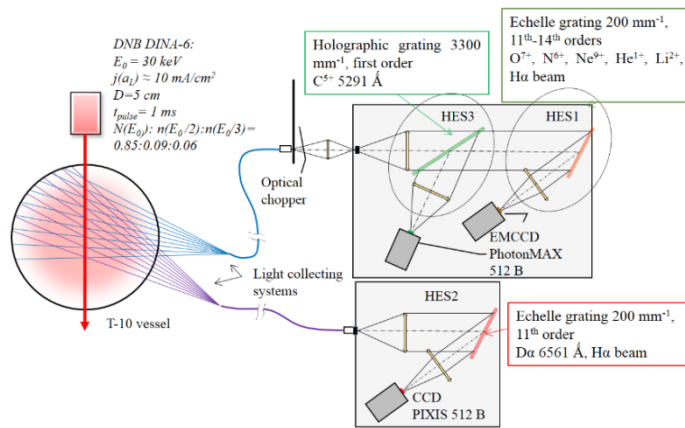 DNB DINA-6:
E₀ = 30 keV
j(a_L) ≈ 10 mA/cm²
D=5 cm
t_pulse= 1 ms
N(E₀): n(E₀/2):n(E₀/3)=
0.85:0.09:0.06
Holographic grating 3300
mm⁻¹, first order
C⁵⁺ 5291 Å
Echelle grating 200 mm⁻¹,
11ᵗʰ-14ᵗʰ orders
O⁷⁺, N⁶⁺, Ne⁹⁺, He¹⁺, Li²⁺,
Hα beam
HES3
HES1
Optical
chopper
EMCCD
PhotonMAX
512 B
Light collecting
systems
T-10 vessel
HES2
CCD
PIXIS 512 B
Echelle grating 200 mm⁻¹,
11ᵗʰ order
Dα 6561 Å, Hα beam